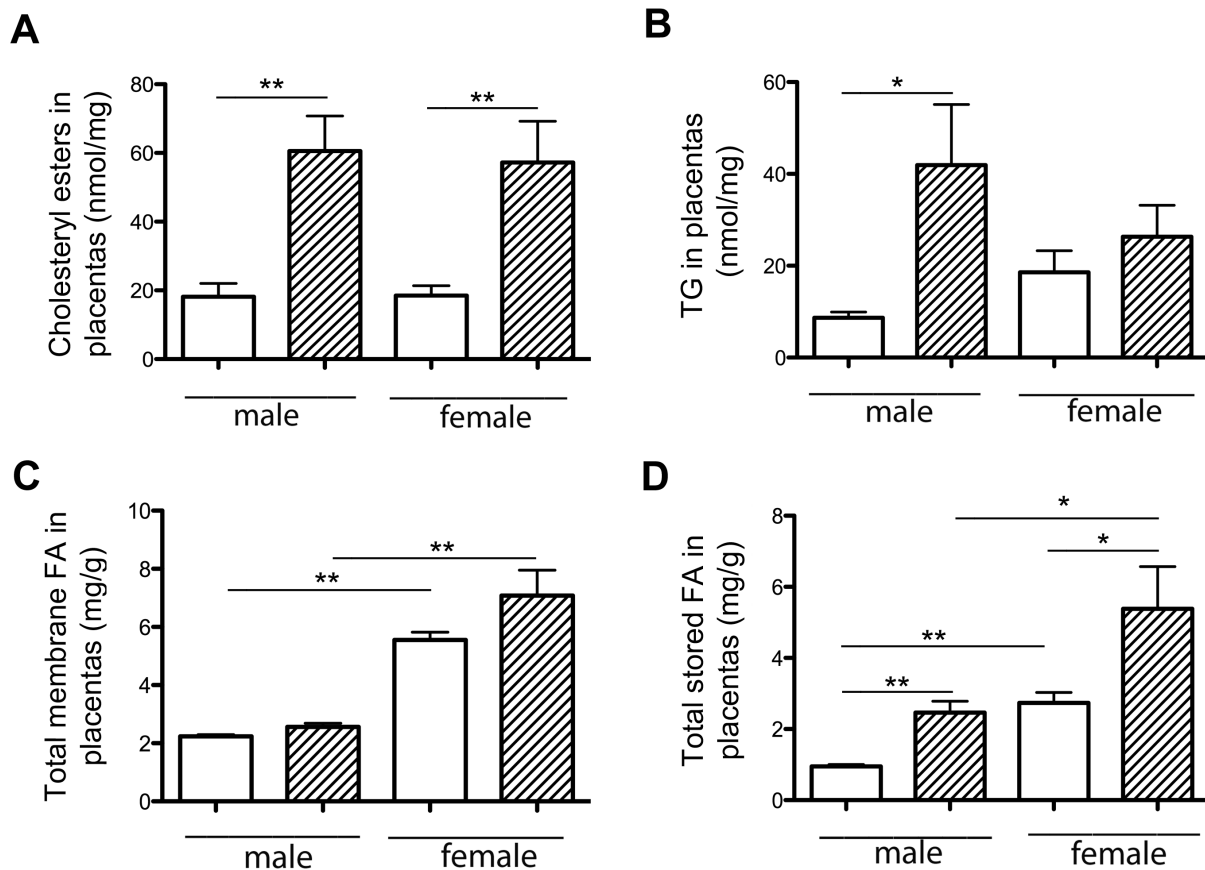 A
Cholesteryl esters in
placentas (nmol/mg)
80
60
40
20
0
**
**
male
female
B
TG in placentas
(nmol/mg)
60
40
20
0
*
male
female
C
Total membrane FA in
placentas (mg/g)
10
8
6
4
2
0
**
**
male
female
D
Total stored FA in
placentas (mg/g)
8
6
4
2
0
*
*
**
**
male
female